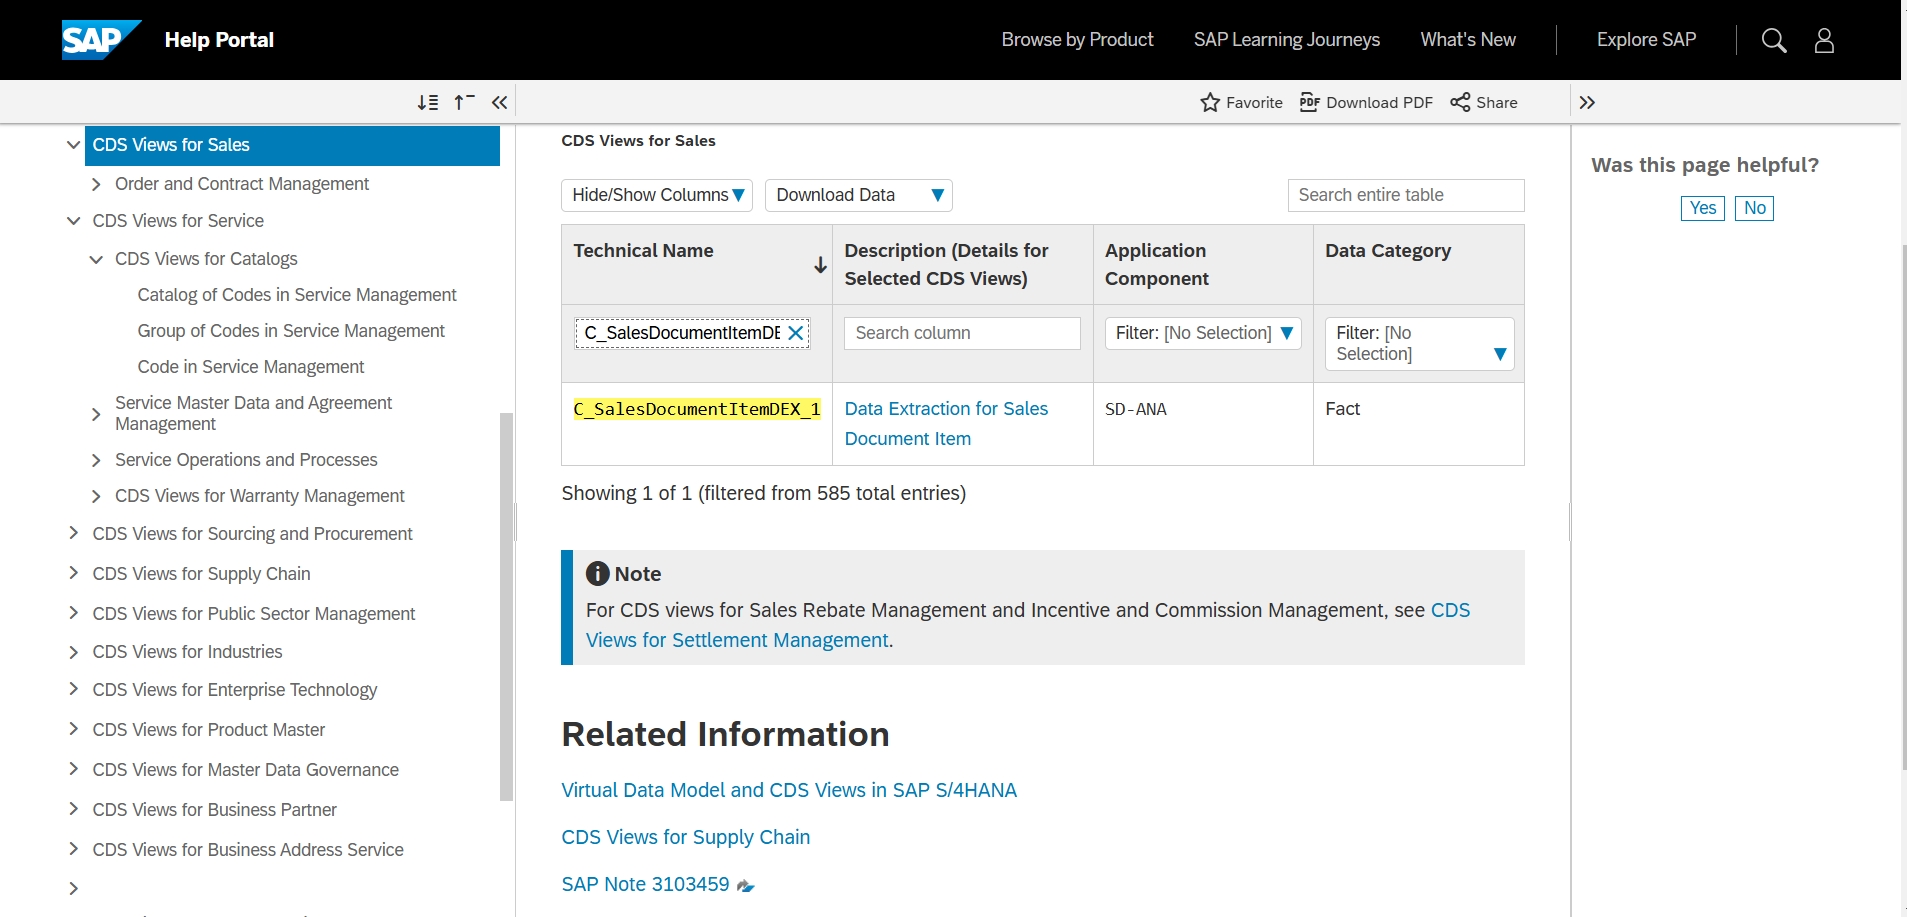 SAP Help Portal
Browse by Product
SAP Learning Journeys
What's New
Explore SAP
Favorite
PDF Download PDF
Share
CDS Views for Sales
Order and Contract Management
CDS Views for Service
CDS Views for Catalogs
Catalog of Codes in Service Management
Group of Codes in Service Management
Code in Service Management
Service Master Data and Agreement
Management
Service Operations and Processes
CDS Views for Warranty Management
CDS Views for Sourcing and Procurement
CDS Views for Supply Chain
CDS Views for Public Sector Management
CDS Views for Industries
CDS Views for Enterprise Technology
CDS Views for Product Master
CDS Views for Master Data Governance
CDS Views for Business Partner
CDS Views for Business Address Service
CDS Views for Sales
Hide/Show Columns
Download Data
Search entire table
Technical Name
Description (Details for
Selected CDS Views)
Application
Component
Data Category
C_SalesDocumentItemDE
Search column
Filter: [No Selection]
Filter: [No
Selection]
C_SalesDocumentItemDEX_1
Data Extraction for Sales
Document Item
SD-ANA
Fact
Showing 1 of 1 (filtered from 585 total entries)
Note
For CDS views for Sales Rebate Management and Incentive and Commission Management, see CDS
Views for Settlement Management.
Related Information
Virtual Data Model and CDS Views in SAP S/4HANA
CDS Views for Supply Chain
SAP Note 3103459
Was this page helpful?
Yes
No